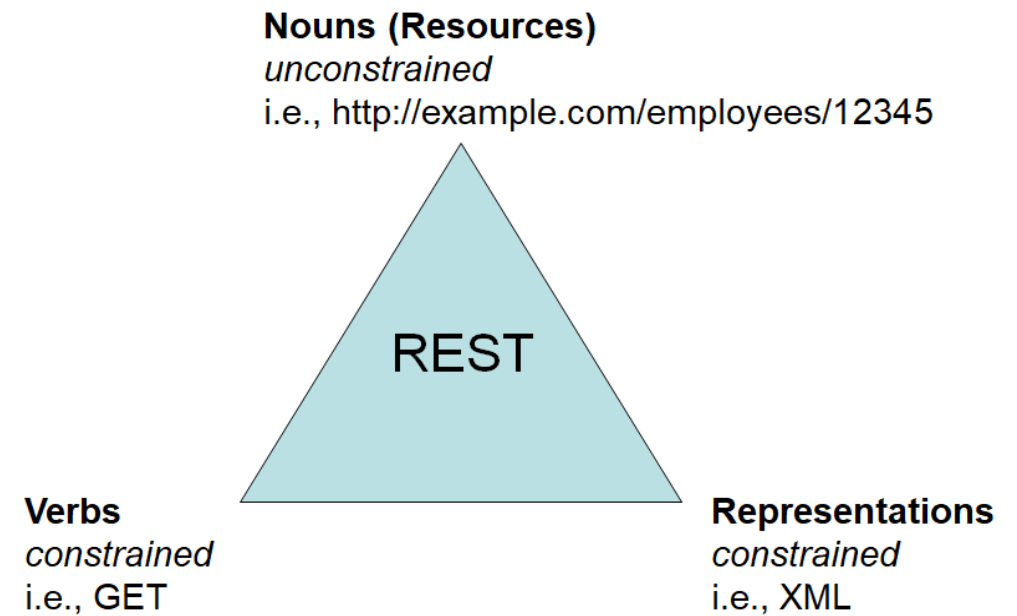 Nouns (Resources)
unconstrained
i.e., http://example.com/employees/12345
REST
Verbs
constrained
i.e., GET
Representations
constrained
i.e., XML